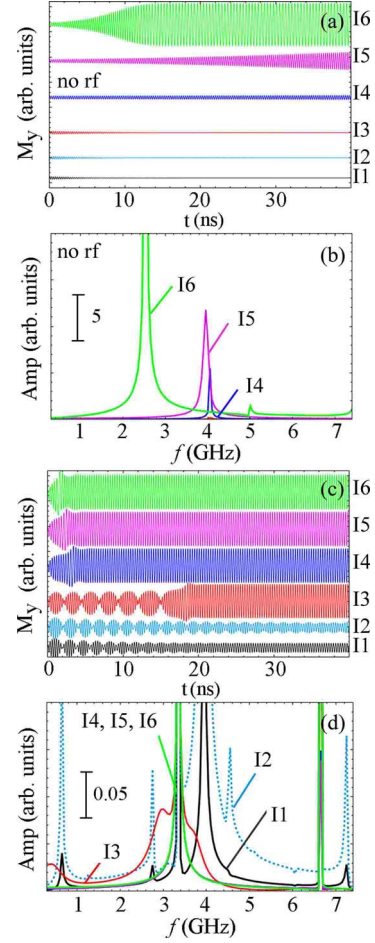 (a)
I6
I5
no rf
I4
I3
I2
I1
M_y (arb. units)
0 10 20 30
t (ns)
no rf
(b)
I6
5
I5
I4
Amp (arb. units)
1 2 3 4 5 6 7
f (GHz)
(c)
I6
I5
I4
I3
I2
I1
M_y (arb. units)
0 10 20 30
t (ns)
I4, I5, I6
(d)
0.05
I2
I1
I3
Amp (arb. units)
1 2 3 4 5 6 7
f (GHz)